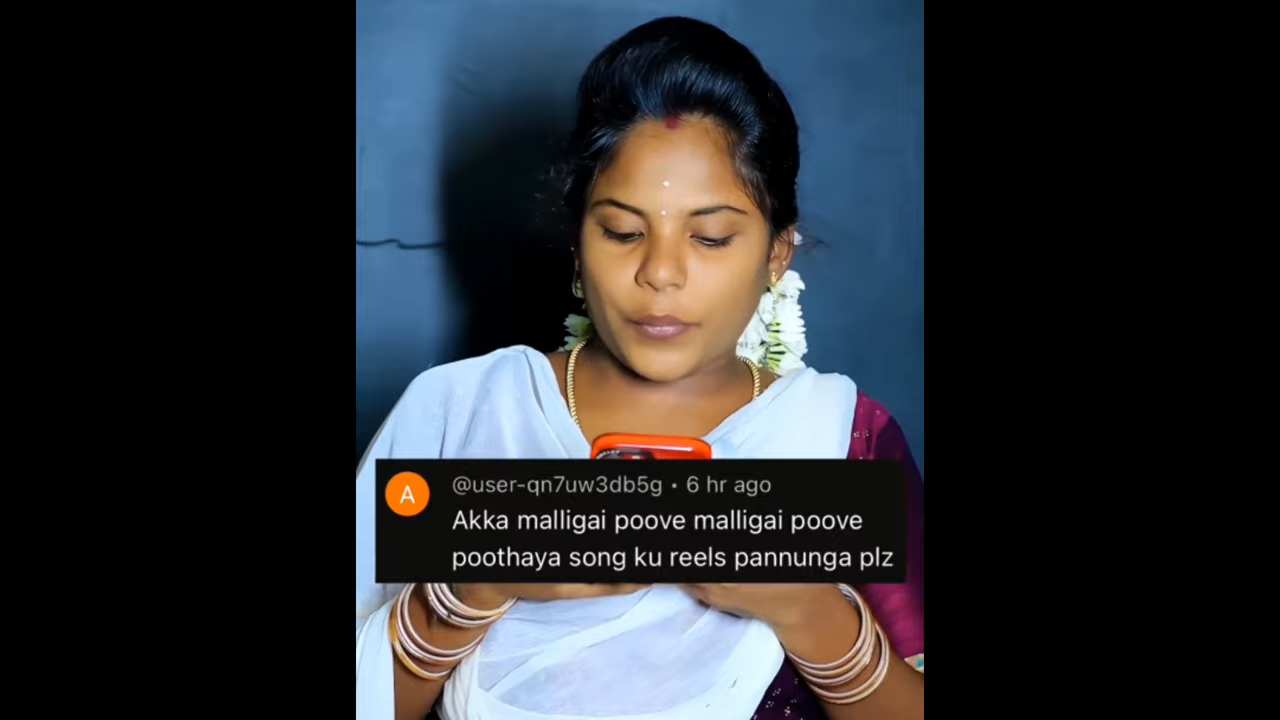 A
@user-qn7uw3db5g • 6 hr ago
Akka malligai poove malligai poove
poothaya song ku reels pannunga plz